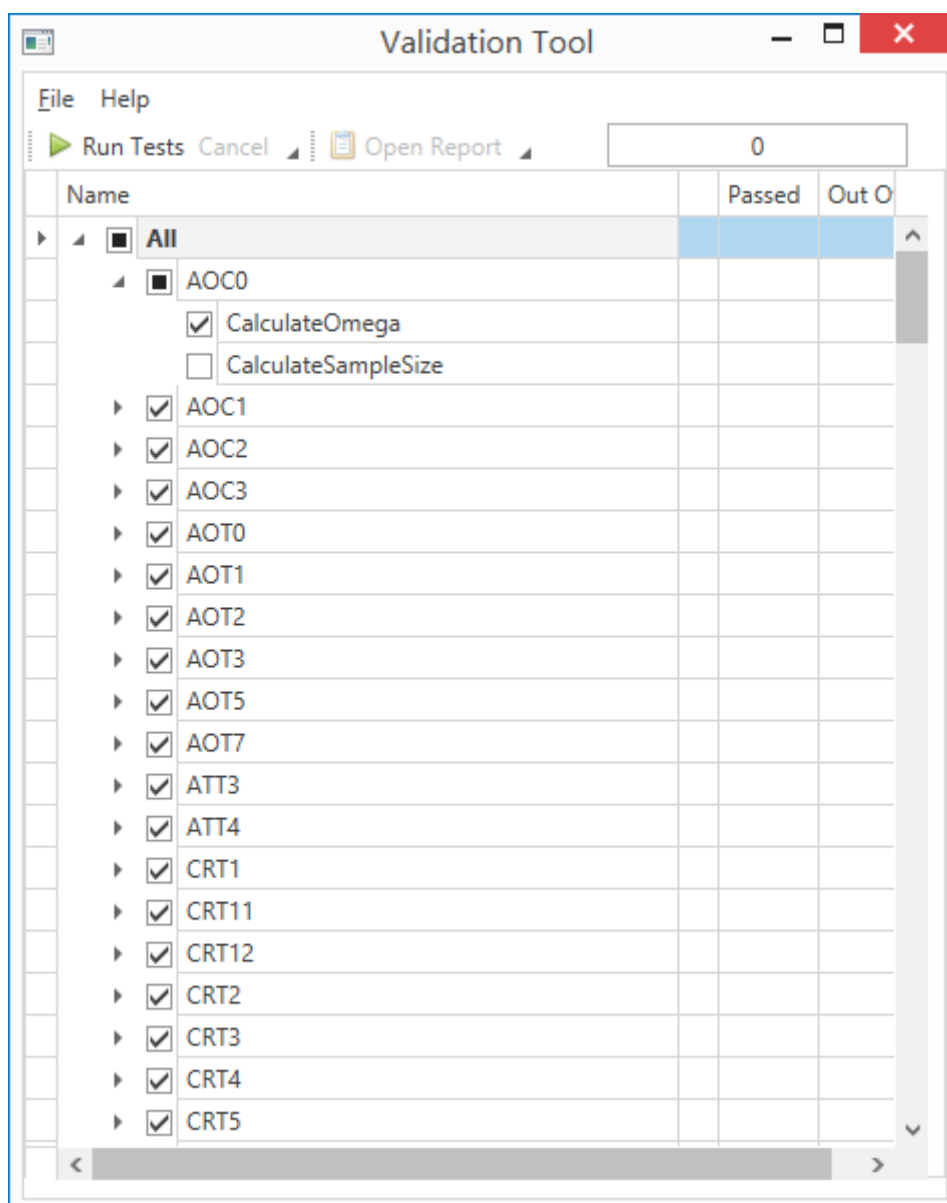 Validation Tool
File Help
Run Tests Cancel Open Report 0
Name Passed Out O
All
AOC0
CalculateOmega
CalculateSampleSize
AOC1
AOC2
AOC3
AOT0
AOT1
AOT2
AOT3
AOT5
AOT7
ATT3
ATT4
CRT1
CRT11
CRT12
CRT2
CRT3
CRT4
CRT5